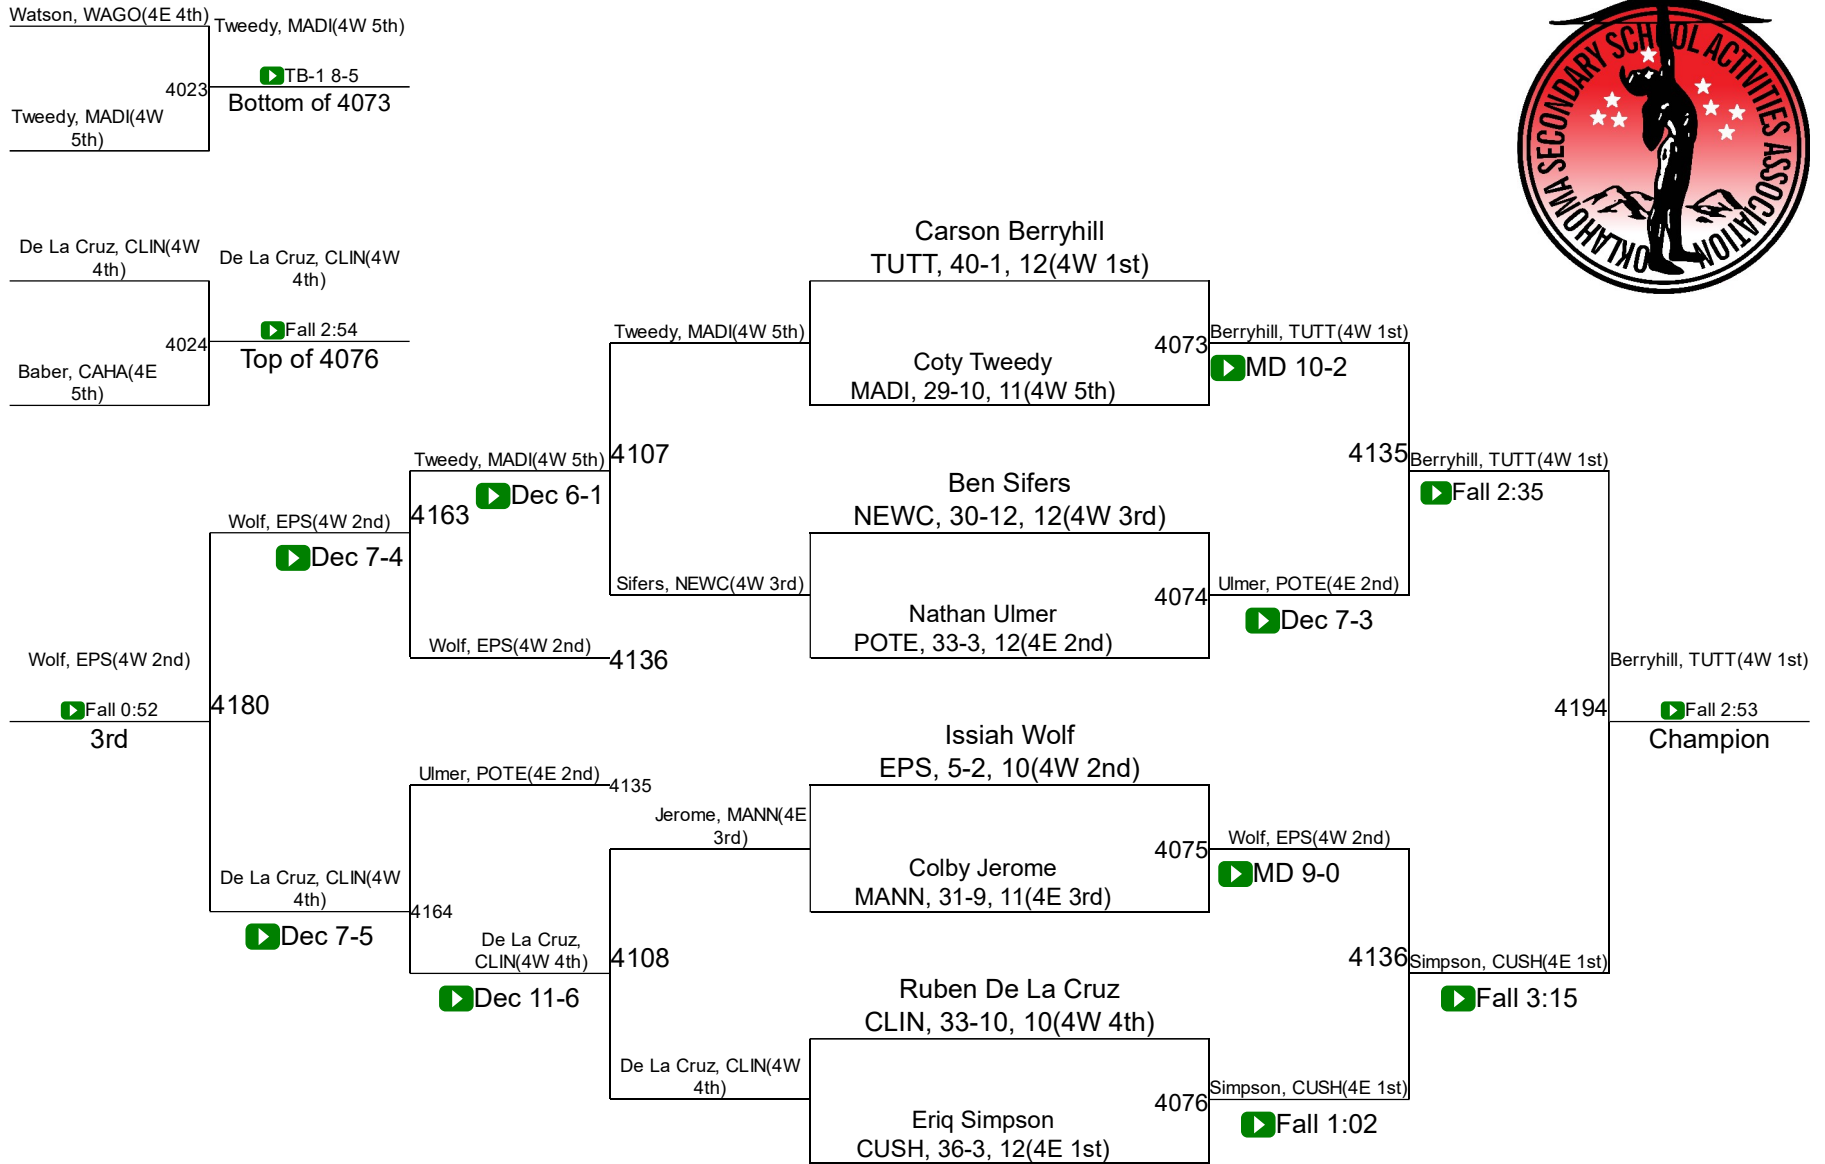 Watson, WAGO(4E 4th)
Tweedy, MADI(4W 5th)
TB-1 8-5
4023
Bottom of 4073
Tweedy, MADI(4W
5th)
OKLAHOMA SECONDARY SCHOOL ACTIVITIES ASSOCIATION
De La Cruz, CLIN(4W
4th)
De La Cruz, CLIN(4W
4th)
Fall 2:54
4024
Top of 4076
Baber, CAHA(4E
5th)
Carson Berryhill
TUTT, 40-1, 12(4W 1st)
Tweedy, MADI(4W 5th)
4073
Berryhill, TUTT(4W 1st)
MD 10-2
Coty Tweedy
MADI, 29-10, 11(4W 5th)
Tweedy, MADI(4W 5th)
4107
Dec 6-1
4135
Berryhill, TUTT(4W 1st)
Fall 2:35
Ben Sifers
NEWC, 30-12, 12(4W 3rd)
Wolf, EPS(4W 2nd)
4163
Dec 7-4
Sifers, NEWC(4W 3rd)
4074
Ulmer, POTE(4E 2nd)
Dec 7-3
Nathan Ulmer
POTE, 33-3, 12(4E 2nd)
Wolf, EPS(4W 2nd)
4136
Wolf, EPS(4W 2nd)
Fall 0:52
3rd
4180
Berryhill, TUTT(4W 1st)
4194
Fall 2:53
Champion
Issiah Wolf
EPS, 5-2, 10(4W 2nd)
Ulmer, POTE(4E 2nd)
4135
Jerome, MANN(4E
3rd)
4075
Wolf, EPS(4W 2nd)
MD 9-0
Colby Jerome
MANN, 31-9, 11(4E 3rd)
De La Cruz, CLIN(4W
4th)
4164
Dec 7-5
De La Cruz,
CLIN(4W 4th)
4108
Dec 11-6
4136
Simpson, CUSH(4E 1st)
Fall 3:15
Ruben De La Cruz
CLIN, 33-10, 10(4W 4th)
De La Cruz, CLIN(4W
4th)
4076
Simpson, CUSH(4E 1st)
Fall 1:02
Eriq Simpson
CUSH, 36-3, 12(4E 1st)